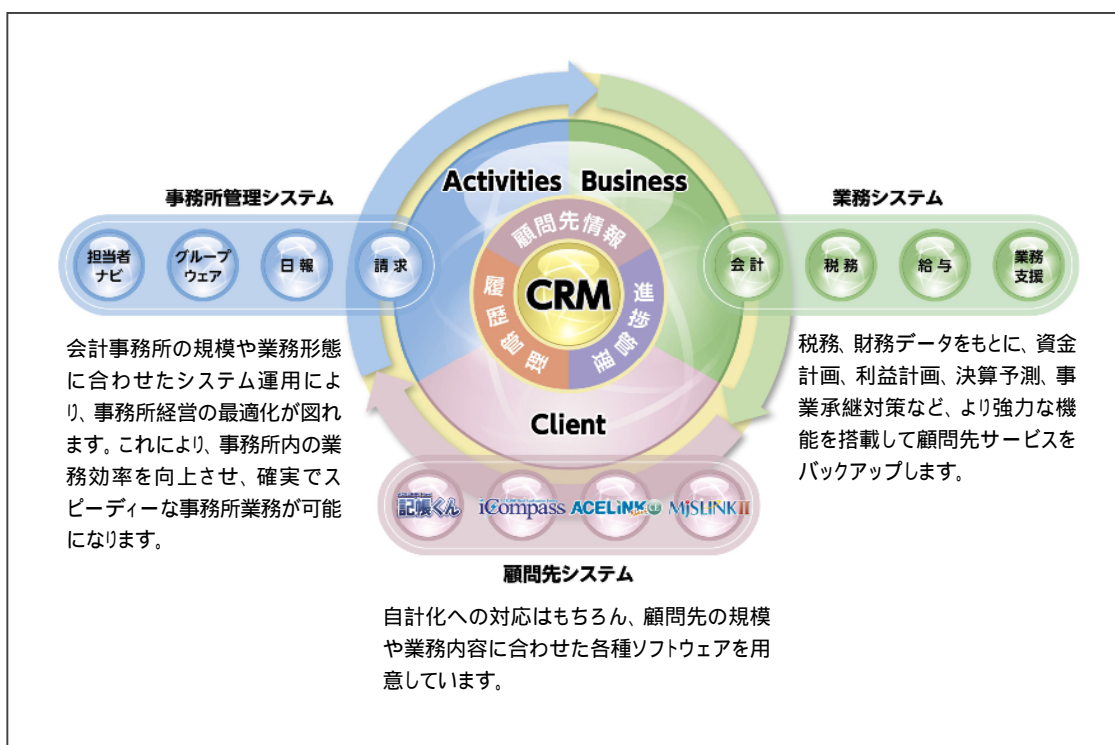 Activities Business
事務所管理システム
担当者
ナビ
グループ
ウェア
日報
請求
業務システム
会計
税務
給与
業務
支援
顧問先情報
履歴管理
進捗管理
CRM
Client
会計事務所の規模や業務形態
に合わせたシステム運用によ
り、事務所経営の最適化が図れ
ます。これにより、事務所内の業
務効率を向上させ、確実でス
ピーディーな事務所業務が可能
になります。
税務、財務データをもとに、資金
計画、利益計画、決算予測、事
業承継対策など、より強力な機
能を搭載して顧問先サービスを
バックアップします。
記帳くん
iCompass
ACELINK
MJSLINK II
顧問先システム
自計化への対応はもちろん、顧問先の規模
や業務内容に合わせた各種ソフトウェアを用
意しています。